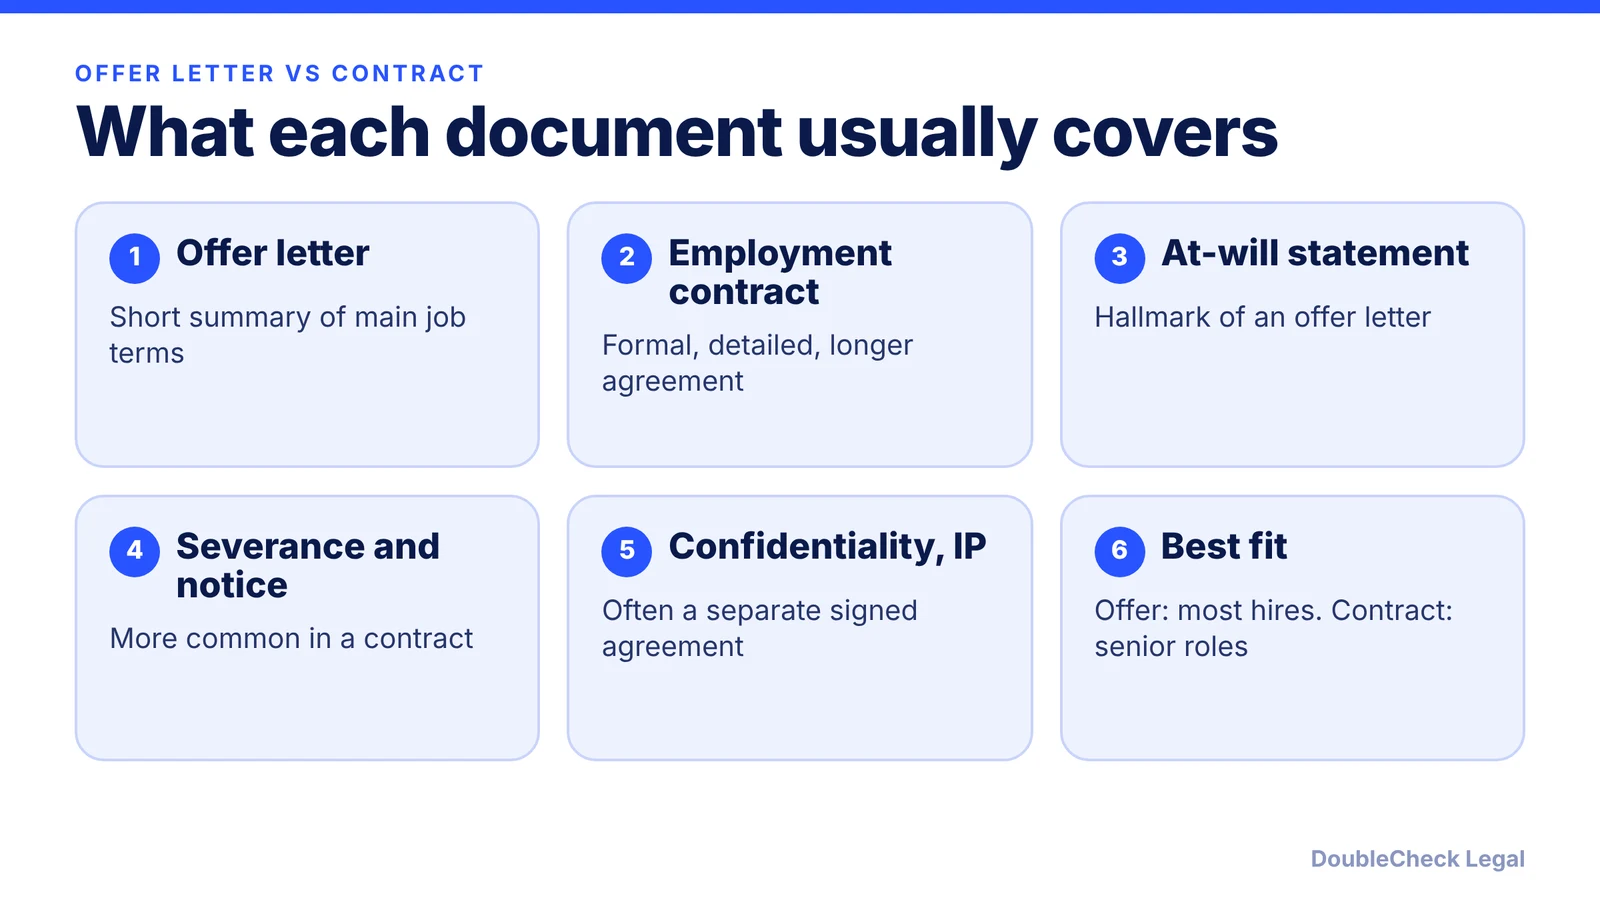 OFFER LETTER VS CONTRACT
What each document usually covers
1 Offer letter
Short summary of main job
terms
2 Employment
contract
Formal, detailed, longer
agreement
3 At-will statement
Hallmark of an offer letter
4 Severance and
notice
More common in a contract
5 Confidentiality, IP
Often a separate signed
agreement
6 Best fit
Offer: most hires. Contract:
senior roles
DoubleCheck Legal